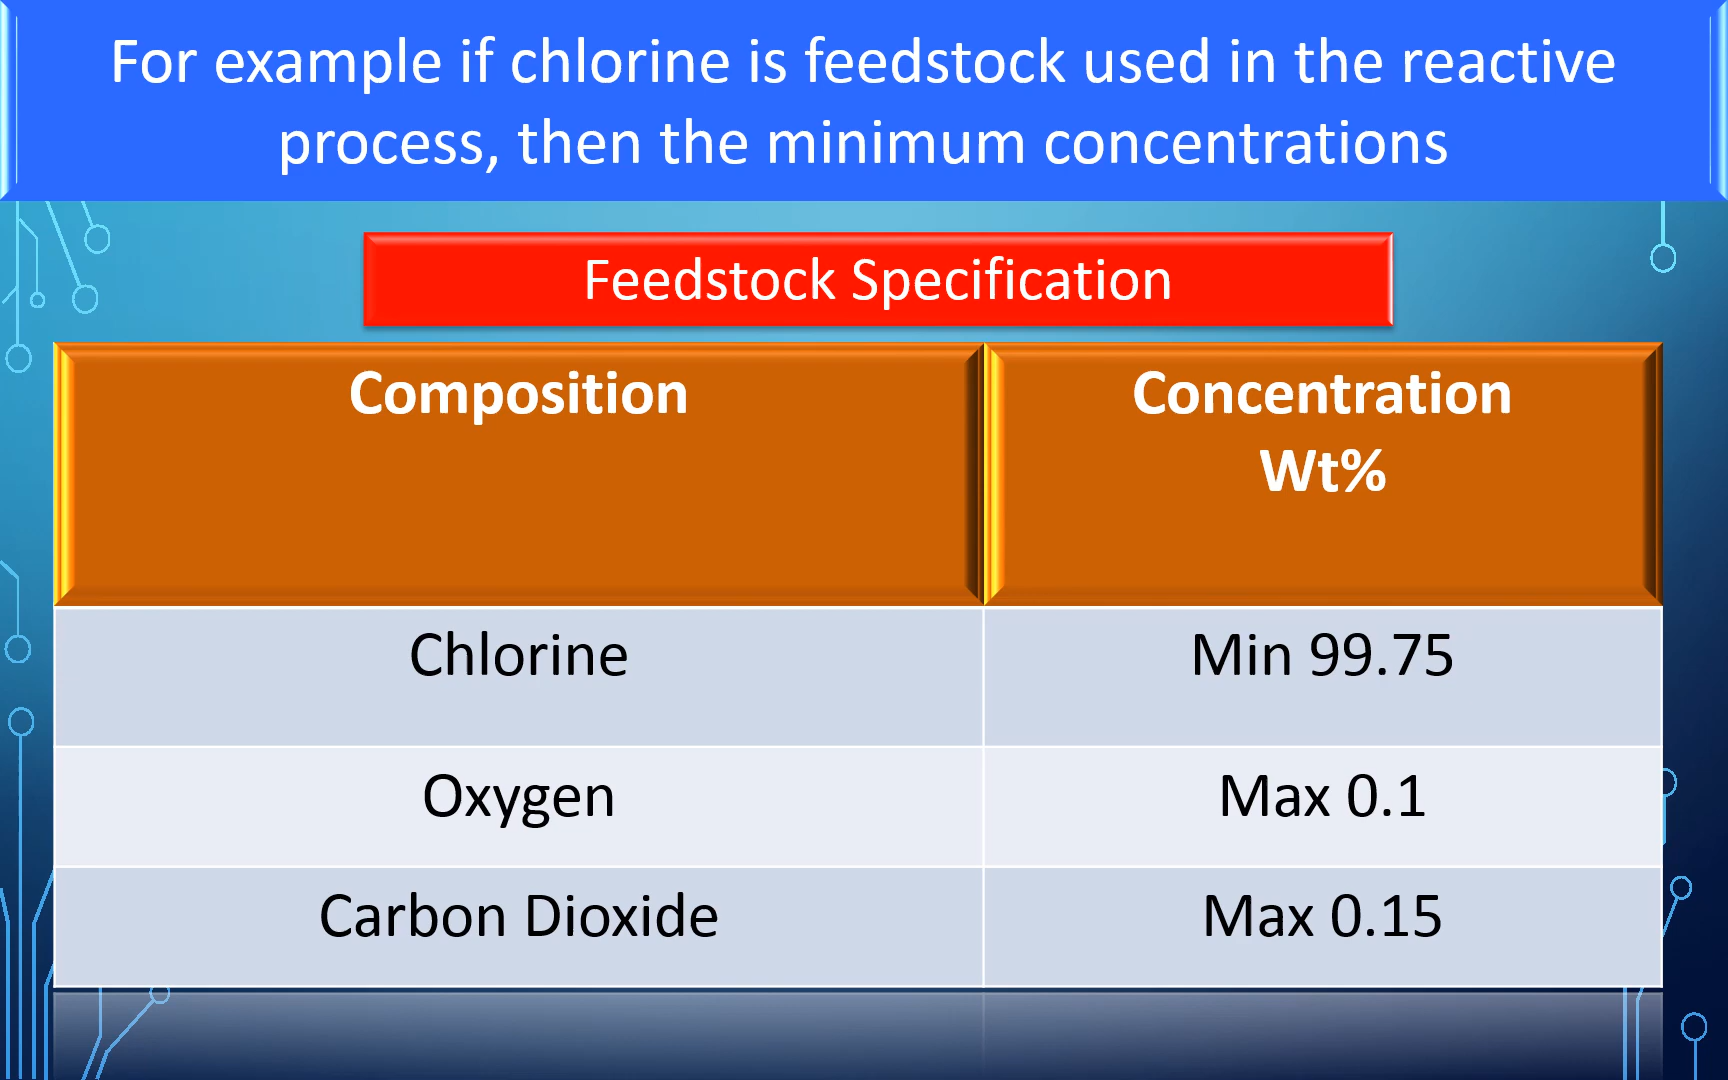 For example if chlorine is feedstock used in the reactive
process, then the minimum concentrations
Feedstock Specification
Composition
Concentration
Wt%
Chlorine
Min 99.75
Oxygen
Max 0.1
Carbon Dioxide
Max 0.15